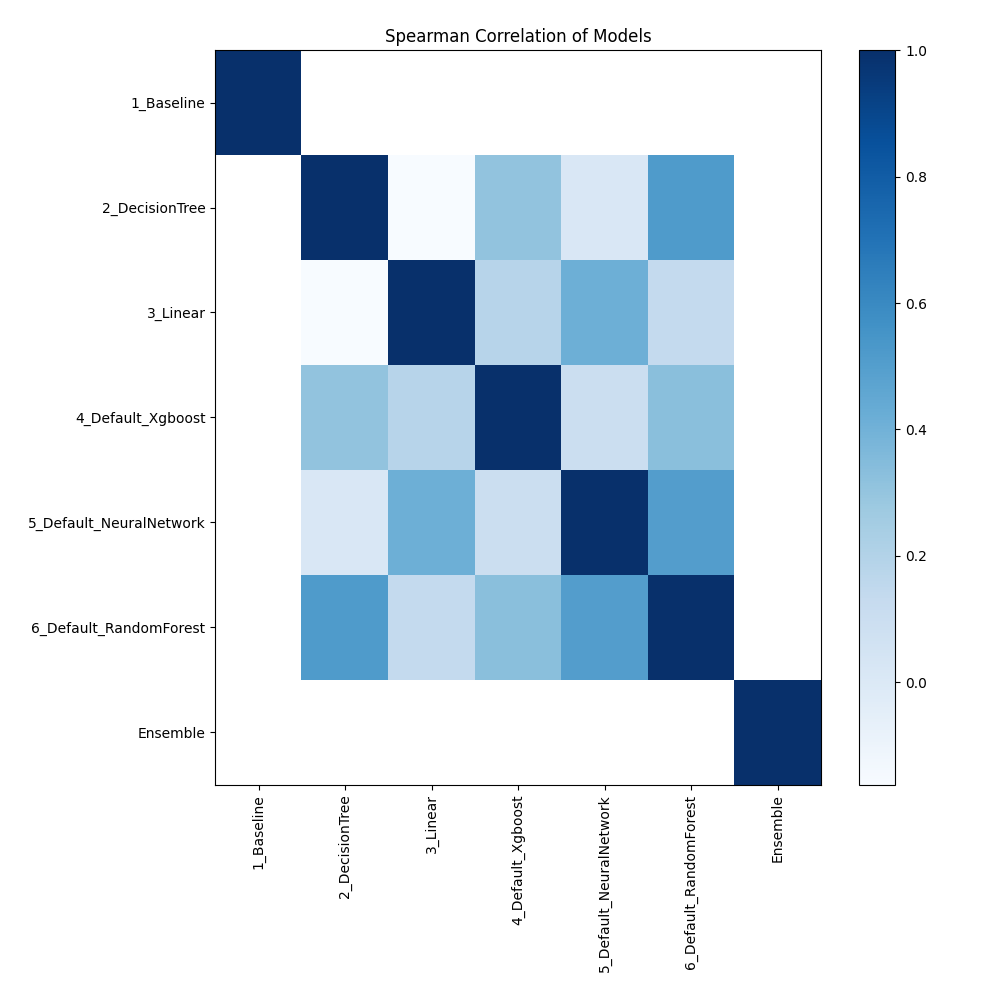 Spearman Correlation of Models
1_Baseline
2_DecisionTree
3_Linear
4_Default_Xgboost
5_Default_NeuralNetwork
6_Default_RandomForest
Ensemble
1_Baseline
2_DecisionTree
3_Linear
4_Default_Xgboost
5_Default_NeuralNetwork
6_Default_RandomForest
Ensemble
1.0
0.8
0.6
0.4
0.2
0.0